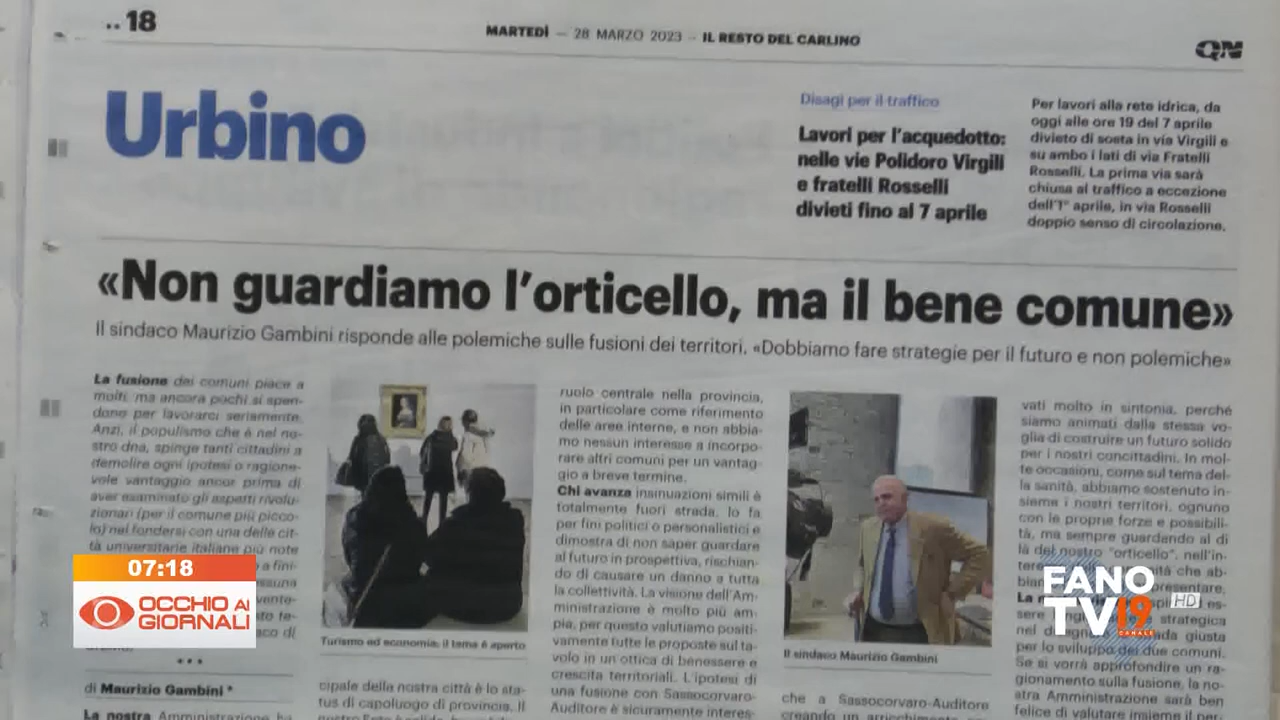 .. 18
MARTEDÌ — 28 MARZO 2023 – IL RESTO DEL CARLINO
QN
Urbino
Disagi per il traffico
Lavori per l'acquedotto:
nelle vie Polidoro Virgili
e fratelli Rosselli
divieti fino al 7 aprile
Per lavori alla rete idrica, da
oggi alle ore 19 del 7 aprile
divieto di sosta in via Virgili e
su ambo i lati di via Fratelli
Rosselli. La prima via sarà
chiusa al traffico a eccezione
dell'1° aprile, in via Rosselli
doppio senso di circolazione.
«Non guardiamo l'orticello, ma il bene comune»
Il sindaco Maurizio Gambini risponde alle polemiche sulle fusioni dei territori. «Dobbiamo fare strategie per il futuro e non polemiche»
La fusione dei comuni piace a
molti, ma ancora pochi si spen-
dono per lavorarci seriamente.
Anzi, il populismo che è nel no-
stro dna, spinge tanti cittadini a
demolire ogni ipotesi o ragione-
vole vantaggio ancor prima di
aver esaminato gli aspetti rivolu-
zionari (per il comune più picco-
lo) nel fondersi con una delle cit-
tà universitarie italiane più note
a fini-
***
di Maurizio Gambini *
La nostra Amministrazione ha
Turismo ed economia: il tema è aperto
cipale della nostra città è lo sta-
tus di capoluogo di provincia. Il
ruolo centrale nella provincia,
in particolare come riferimento
delle aree interne, e non abbia-
mo nessun interesse a incorpo-
rare altri comuni per un vantag-
gio a breve termine.
Chi avanza insinuazioni simili è
totalmente fuori strada. lo fa
per fini politici o personalistici e
dimostra di non saper guardare
al futuro in prospettiva, rischian-
do di causare un danno a tutta
la collettività. La visione dell'Am-
ministrazione è molto più am-
pia, per questo valutiamo positi-
vamente tutte le proposte sul ta-
volo in un ottica di benessere e
crescita territoriali. L'ipotesi di
una fusione con Sassocorvaro-
Auditore è sicuramente interes-
Il sindaco Maurizio Gambini
che a Sassocorvaro-Auditore
creando un arricchimento
vati molto in sintonia, perché
siamo animati dalla stessa vo-
glia di costruire un futuro solido
per i nostri concittadini. In mol-
te occasioni, come sul tema del-
la sanità, abbiamo sostenuto in-
sieme i nostri territori, ognuno
con le proprie forze e possibili-
tà, ma sempre guardando al di
là del nostro "orticello", nell'in-
presentare.
strategica
giusta
per lo sviluppo dei due comuni.
Se si vorrà approfondire un ra-
gionamento sulla fusione, la no-
stra Amministrazione sarà ben
felice di valutare insieme il
07:18
OCCHIO AI
GIORNALI
FANO
TV 19
CANALE
HD